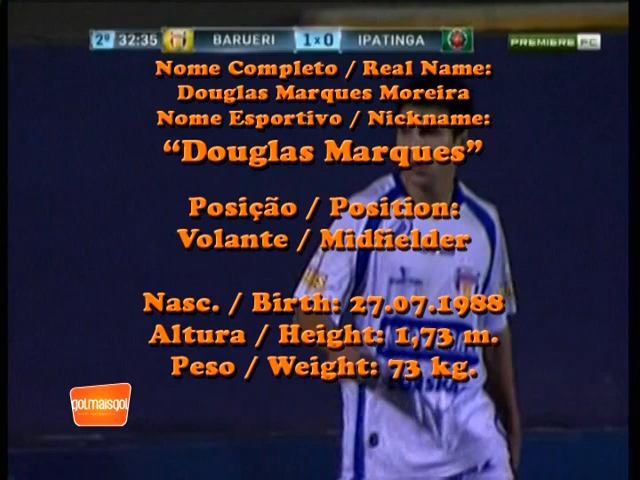 2º 32:35 BARUERI 1x0 IPATINGA PREMIERE FC
Nome Completo / Real Name:
Douglas Marques Moreira
Nome Esportivo / Nickname:
“Douglas Marques”
Posição / Position:
Volante / Midfielder
Nasc. / Birth: 27.07.1988
Altura / Height: 1,73 m.
Peso / Weight: 73 kg.
golmaisgol